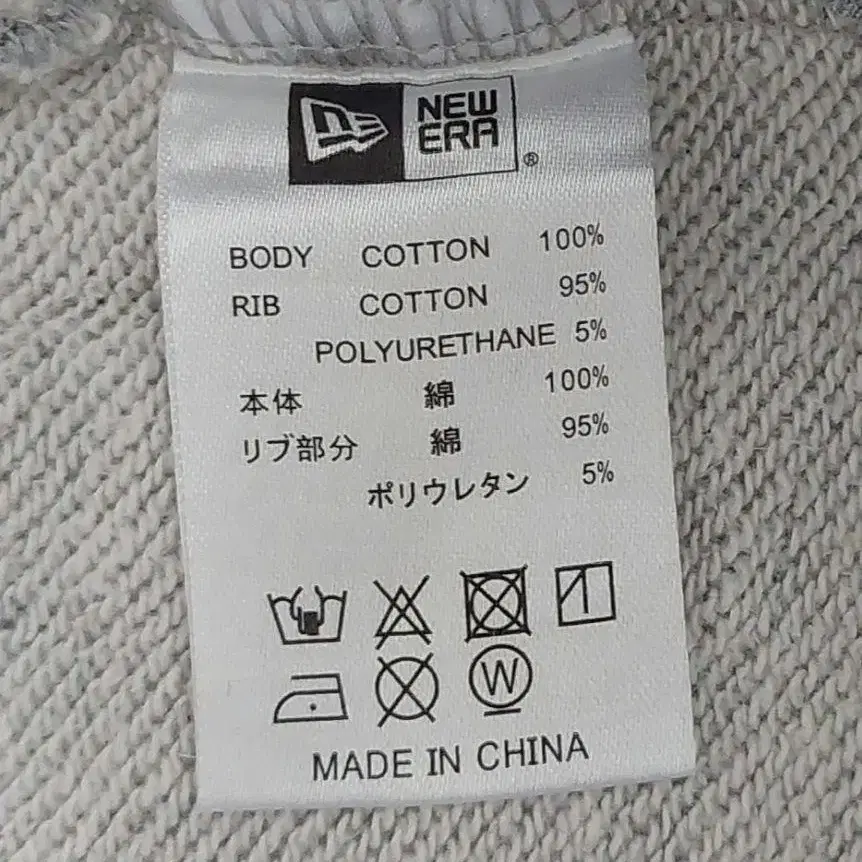 NEW
ERA
®
BODY COTTON 100%
RIB COTTON 95%
POLYURETHANE 5%
本体 綿 100%
リブ部分 綿 95%
ポリウレタン 5%
W
MADE IN CHINA